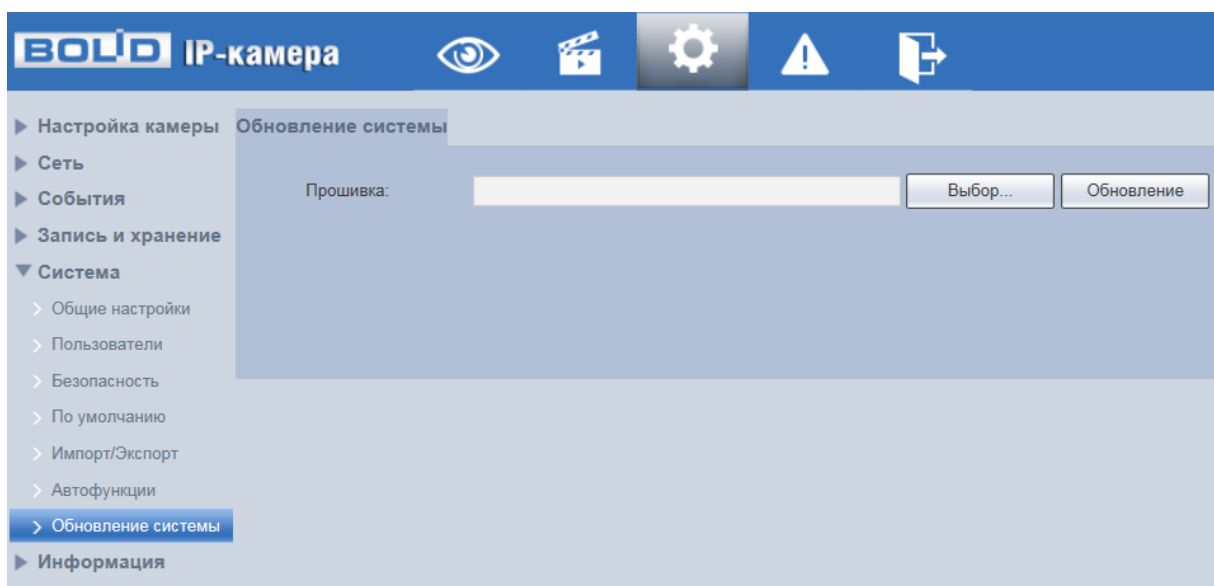 BOLID IP-камера
Настройка камеры
Сеть
События
Запись и хранение
Система
Общие настройки
Пользователи
Безопасность
По умолчанию
Импорт/Экспорт
Автофункции
Обновление системы
Информация
Обновление системы
Прошивка:
Выбор...
Обновление